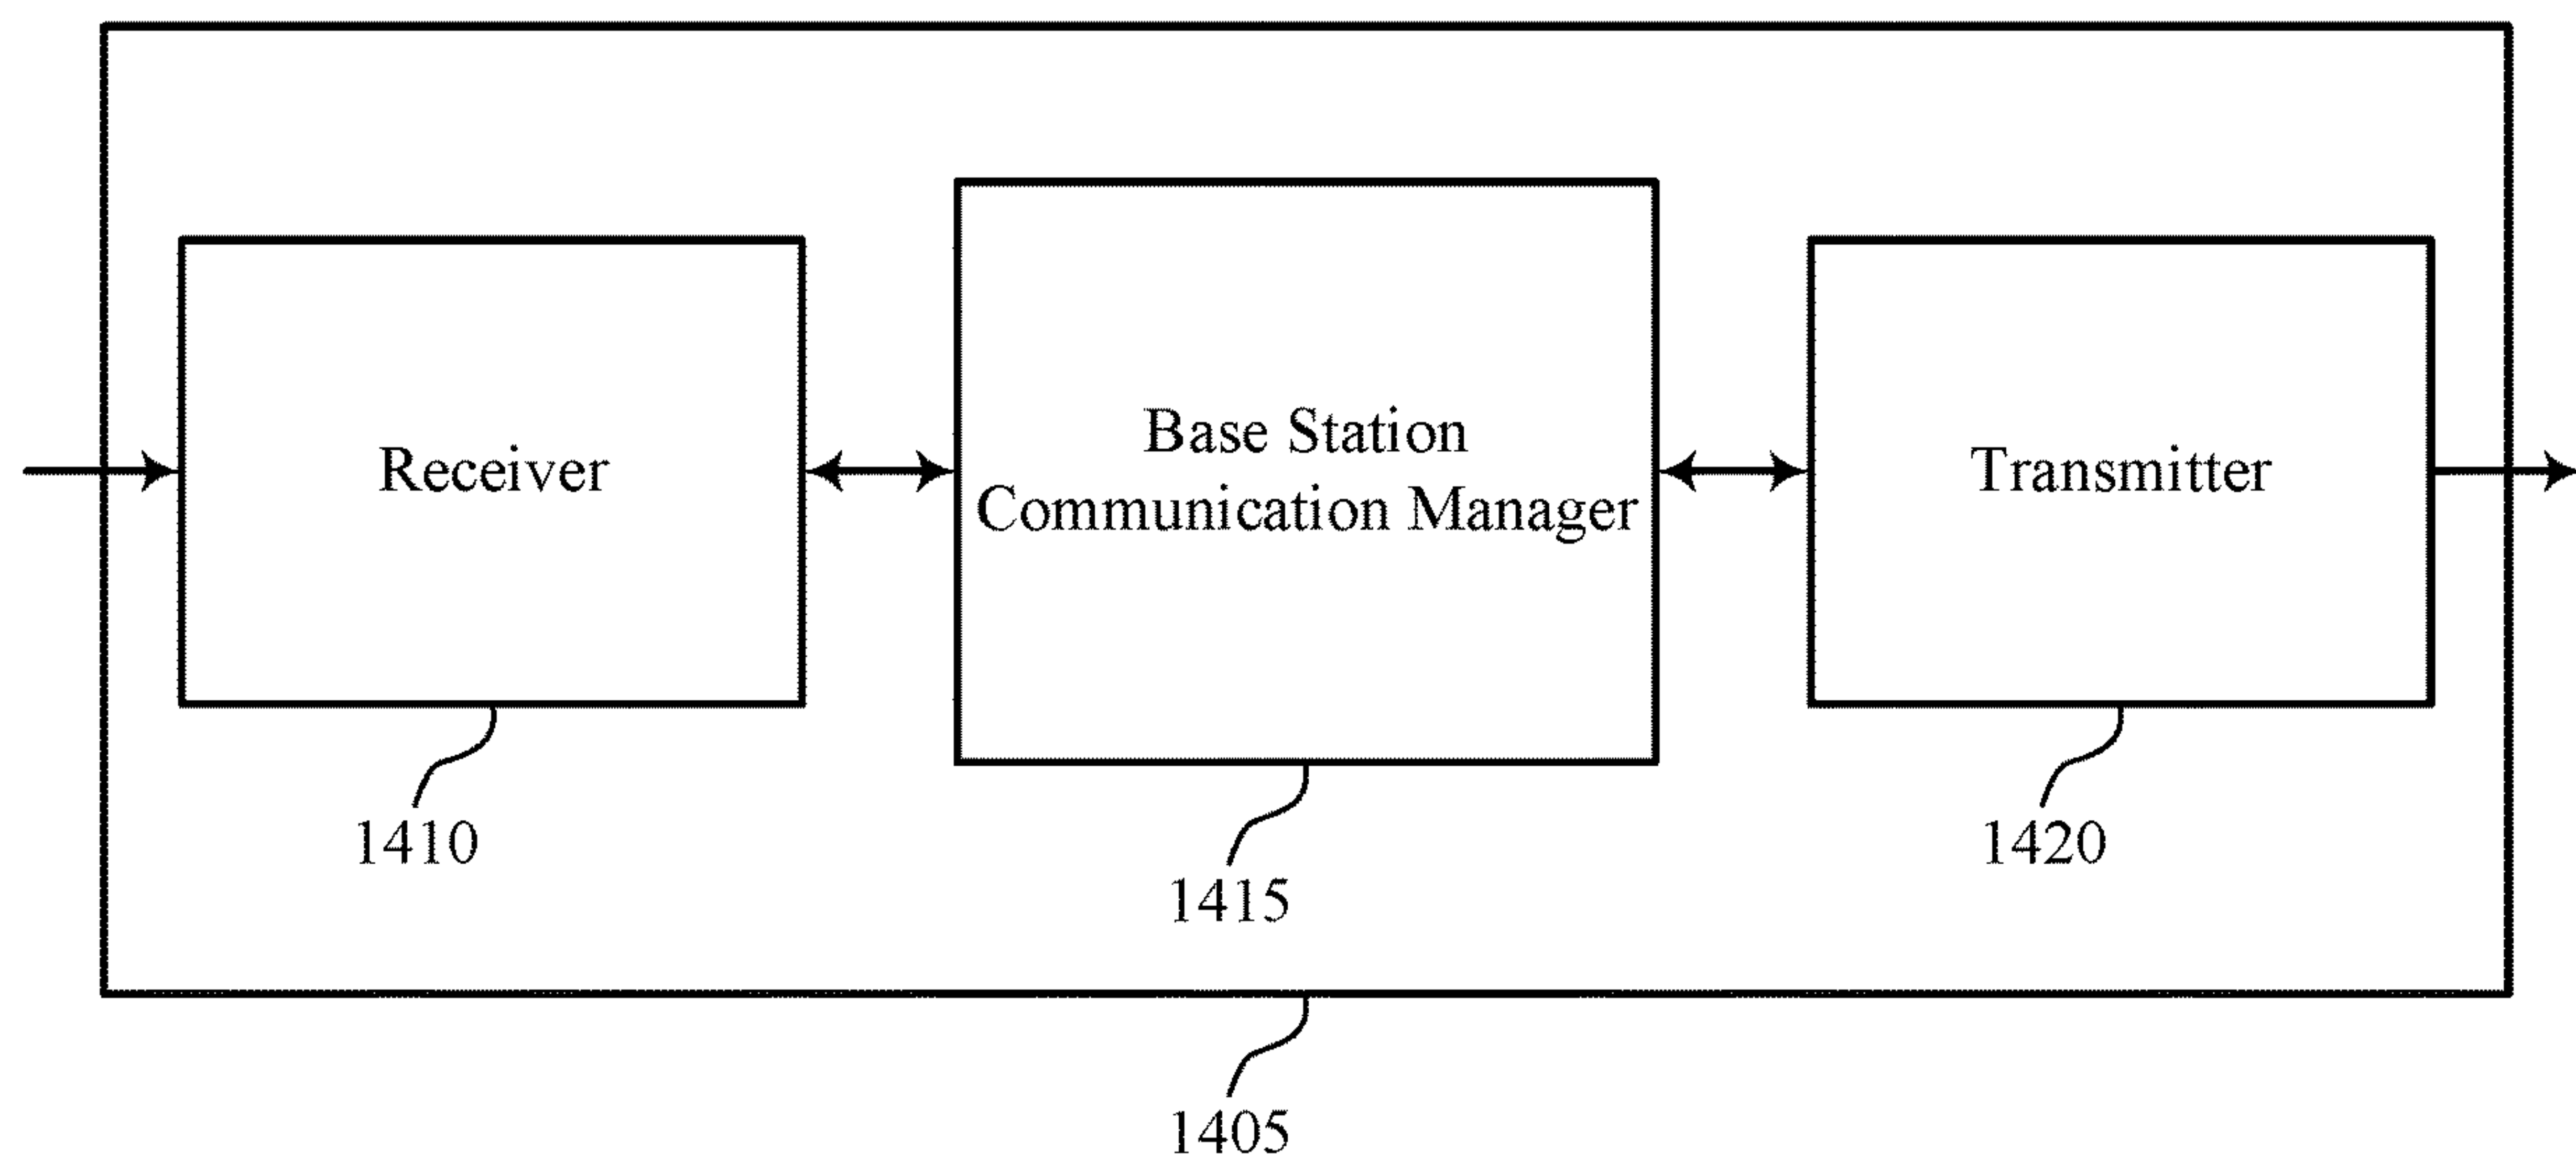 Receiver
Base Station
Communication Manager
Transmitter
1410
1415
1420
1405